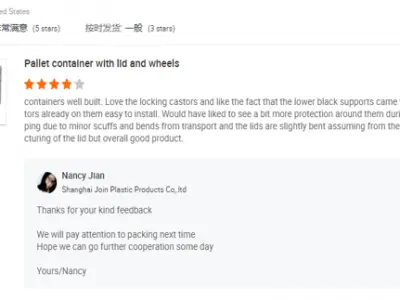 ed States
常满意 (5 stars) 按时发货: 一般 (3 stars)
Pallet container with lid and wheels
containers well built. Love the locking castors and like the fact that the lower black supports came
tors already on them easy to install. Would have liked to see a bit more protection around them duri
ping due to minor scuffs and bends from transport and the lids are slightly bent assuming from the
cturing of the lid but overall good product.
Nancy Jian
Shanghai Join Plastic Products Co,.ltd
Thanks for your kind feedback
We will pay attention to packing next time
Hope we can go further cooperation some day
Yours/Nancy